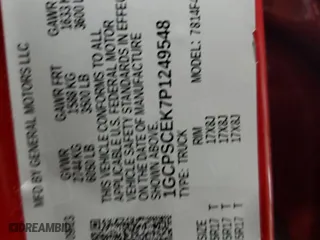 MFD BY GENERAL MOTORS LLC
GVWR GAWR FRT GAWR
2744 KG 1588 KG 1633 K
6050 LB 3500 LB 3600 LB
THIS VEHICLE CONFORMS TO ALL
APPLICABLE U.S. FEDERAL MOTOR
VEHICLE SAFETY STANDARDS IN EFFECT
ON THE DATE OF MANUFACTURE
SHOWN ABOVE.
1GCPSCEK7P1249548
TYPE: TRUCK
MODEL: 7814F
RIM
17X8J
17X8J
17X8J
DREAMBID